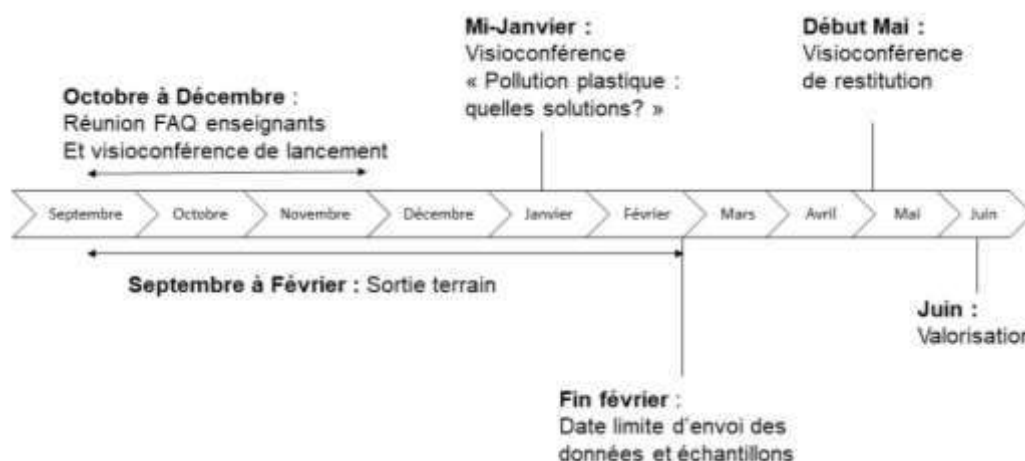 Mi-Janvier :
Visioconférence
« Pollution plastique :
quelles solutions? »
Début Mai :
Visioconférence
de restitution
Octobre à Décembre :
Réunion FAQ enseignants
Et visioconférence de lancement
Septembre
Octobre
Novembre
Décembre
Janvier
Février
Mars
Avril
Mai
Juin
Septembre à Février : Sortie terrain
Juin :
Valorisation
Fin février :
Date limite d'envoi des
données et échantillons